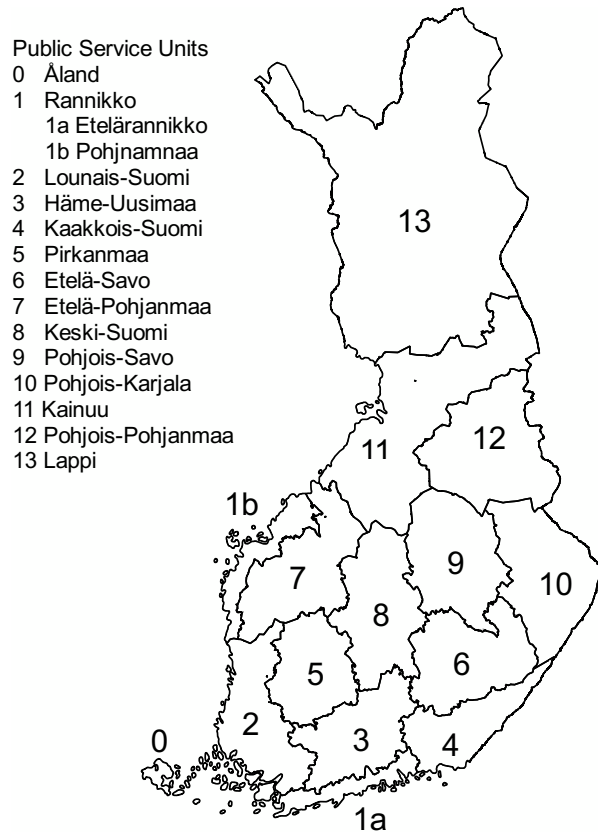 Public Service Units
0 Åland
1 Rannikko
1a Etelärannikko
1b Pohjnamnaa
2 Lounais-Suomi
3 Häme-Uusimaa
4 Kaakkois-Suomi
5 Pirkanmaa
6 Etelä-Savo
7 Etelä-Pohjanmaa
8 Keski-Suomi
9 Pohjois-Savo
10 Pohjois-Karjala
11 Kainuu
12 Pohjois-Pohjanmaa
13 Lappi
13
12
11
1b
9
7
10
8
6
5
2
3
4
0
1a